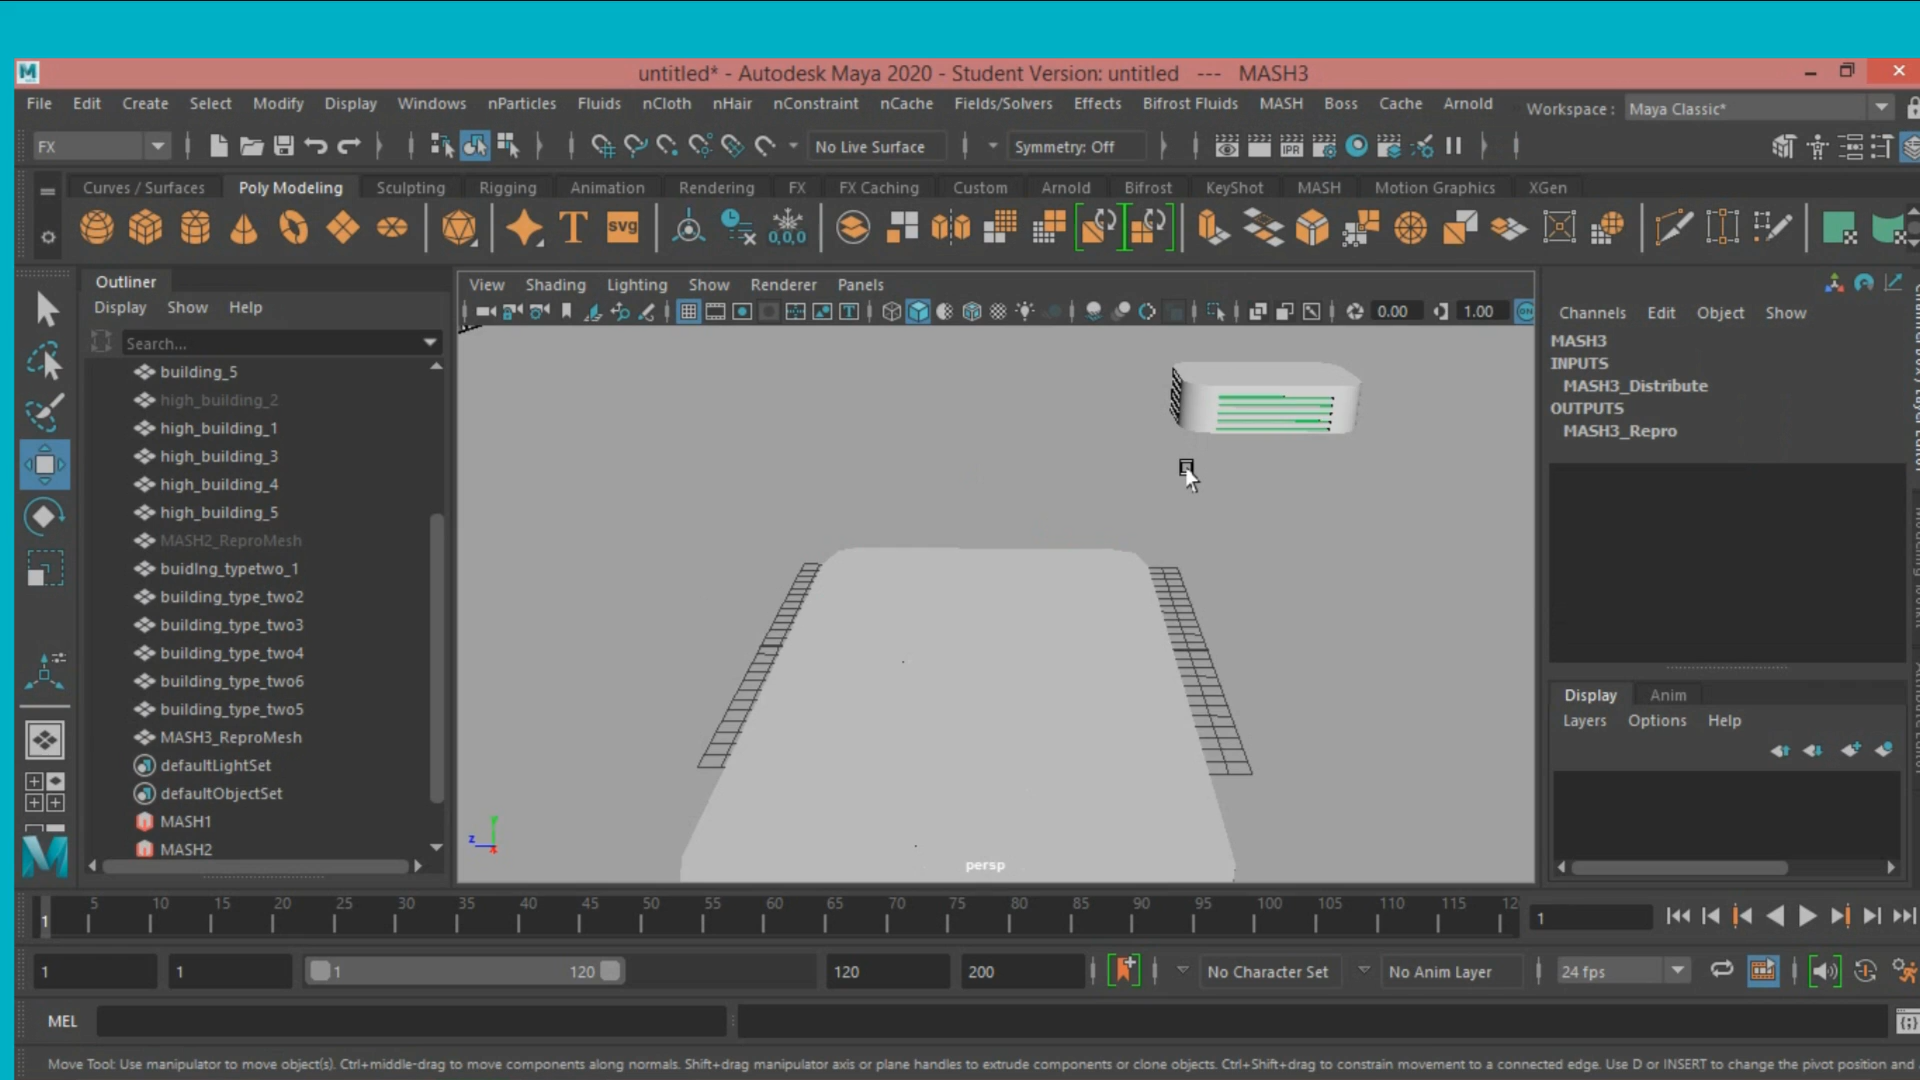 untitled* - Autodesk Maya 2020 - Student Version: untitled --- MASH3
File Edit Create Select Modify Display Windows nParticles Fluids nCloth nHair nConstraint nCache Fields/Solvers Effects Bifrost Fluids MASH Boss Cache Arnold Workspace : Maya Classic*
FX No Live Surface Symmetry: Off IPR
Curves / Surfaces Poly Modeling Sculpting Rigging Animation Rendering FX FX Caching Custom Arnold Bifrost KeyShot MASH Motion Graphics XGen
T SVG 0,0,0
Outliner
Display Show Help
Search...
building_5
high_building_2
high_building_1
high_building_3
high_building_4
high_building_5
MASH2_ReproMesh
buidlng_typetwo_1
building_type_two2
building_type_two3
building_type_two4
building_type_two6
building_type_two5
MASH3_ReproMesh
defaultLightSet
defaultObjectSet
MASH1
MASH2
View Shading Lighting Show Renderer Panels
0.00 1.00 ON
persp
y
z
x
Channels Edit Object Show
MASH3
INPUTS
MASH3_Distribute
OUTPUTS
MASH3_Repro
Display Anim
Layers Options Help
1 5 10 15 20 25 30 35 40 45 50 55 60 65 70 75 80 85 90 95 100 105 110 115 12 1
1 1 1 120 120 200 No Character Set No Anim Layer 24 fps
MEL
Move Tool: Use manipulator to move object(s). Ctrl+middle-drag to move components along normals. Shift+drag manipulator axis or plane handles to extrude components or clone objects. Ctrl+Shift+drag to constrain movement to a connected edge. Use D or INSERT to change the pivot position and